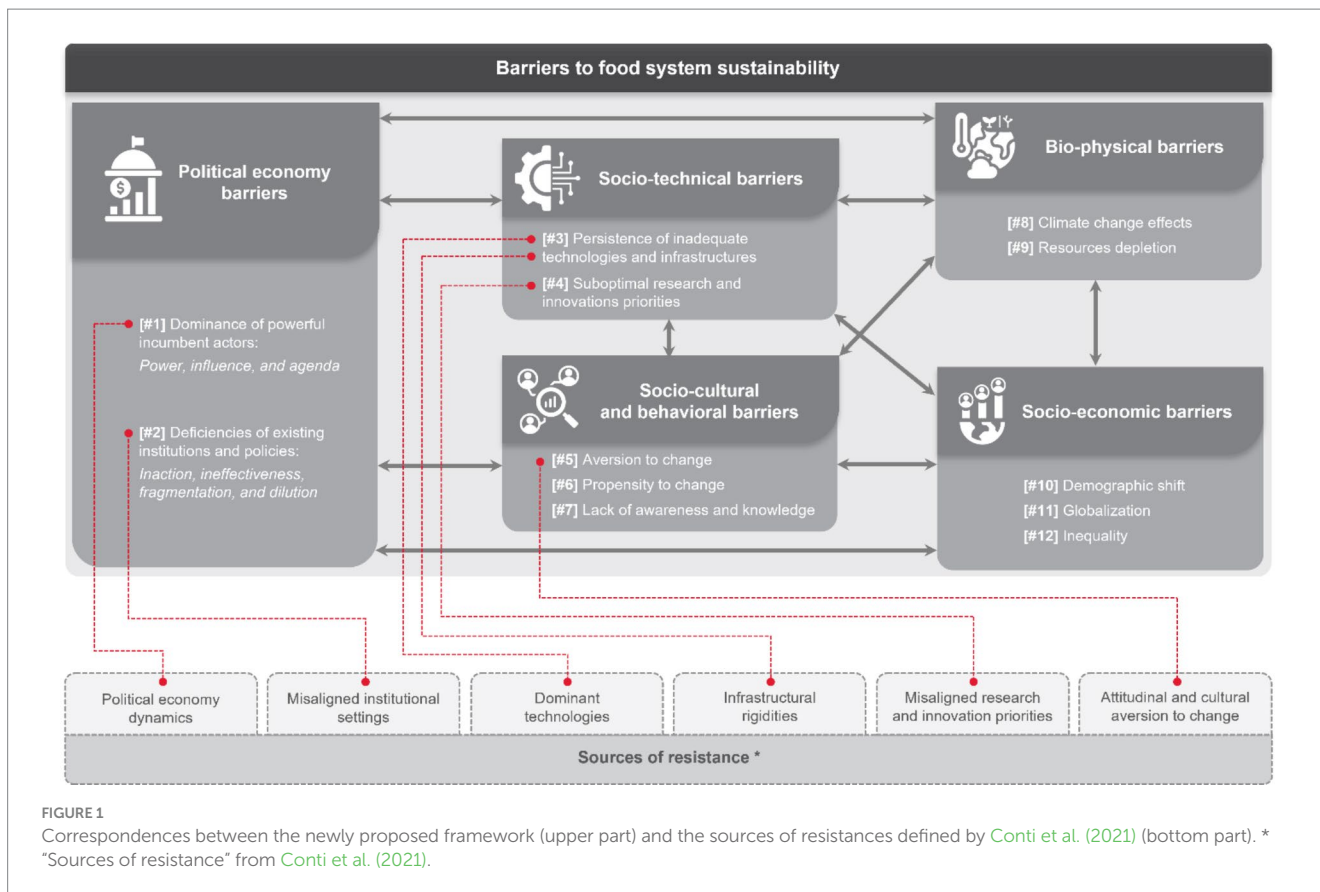 Barriers to food system sustainability
Political economy
barriers
[#1] Dominance of powerful
incumbent actors:
Power, influence, and agenda
[#2] Deficiencies of existing
institutions and policies:
Inaction, ineffectiveness,
fragmentation, and dilution
Socio-technical barriers
[#3] Persistence of inadequate
technologies and infrastructures
[#4] Suboptimal research and
innovations priorities
Socio-cultural
and behavioral barriers
[#5] Aversion to change
[#6] Propensity to change
[#7] Lack of awareness and knowledge
Bio-physical barriers
[#8] Climate change effects
[#9] Resources depletion
Socio-economic barriers
[#10] Demographic shift
[#11] Globalization
[#12] Inequality
Political economy
dynamics
Misaligned institutional
settings
Dominant
technologies
Infrastructural
rigidities
Misaligned research
and innovation priorities
Attitudinal and cultural
aversion to change
Sources of resistance *
FIGURE 1
Correspondences between the newly proposed framework (upper part) and the sources of resistances defined by Conti et al. (2021) (bottom part). *
"Sources of resistance" from Conti et al. (2021).